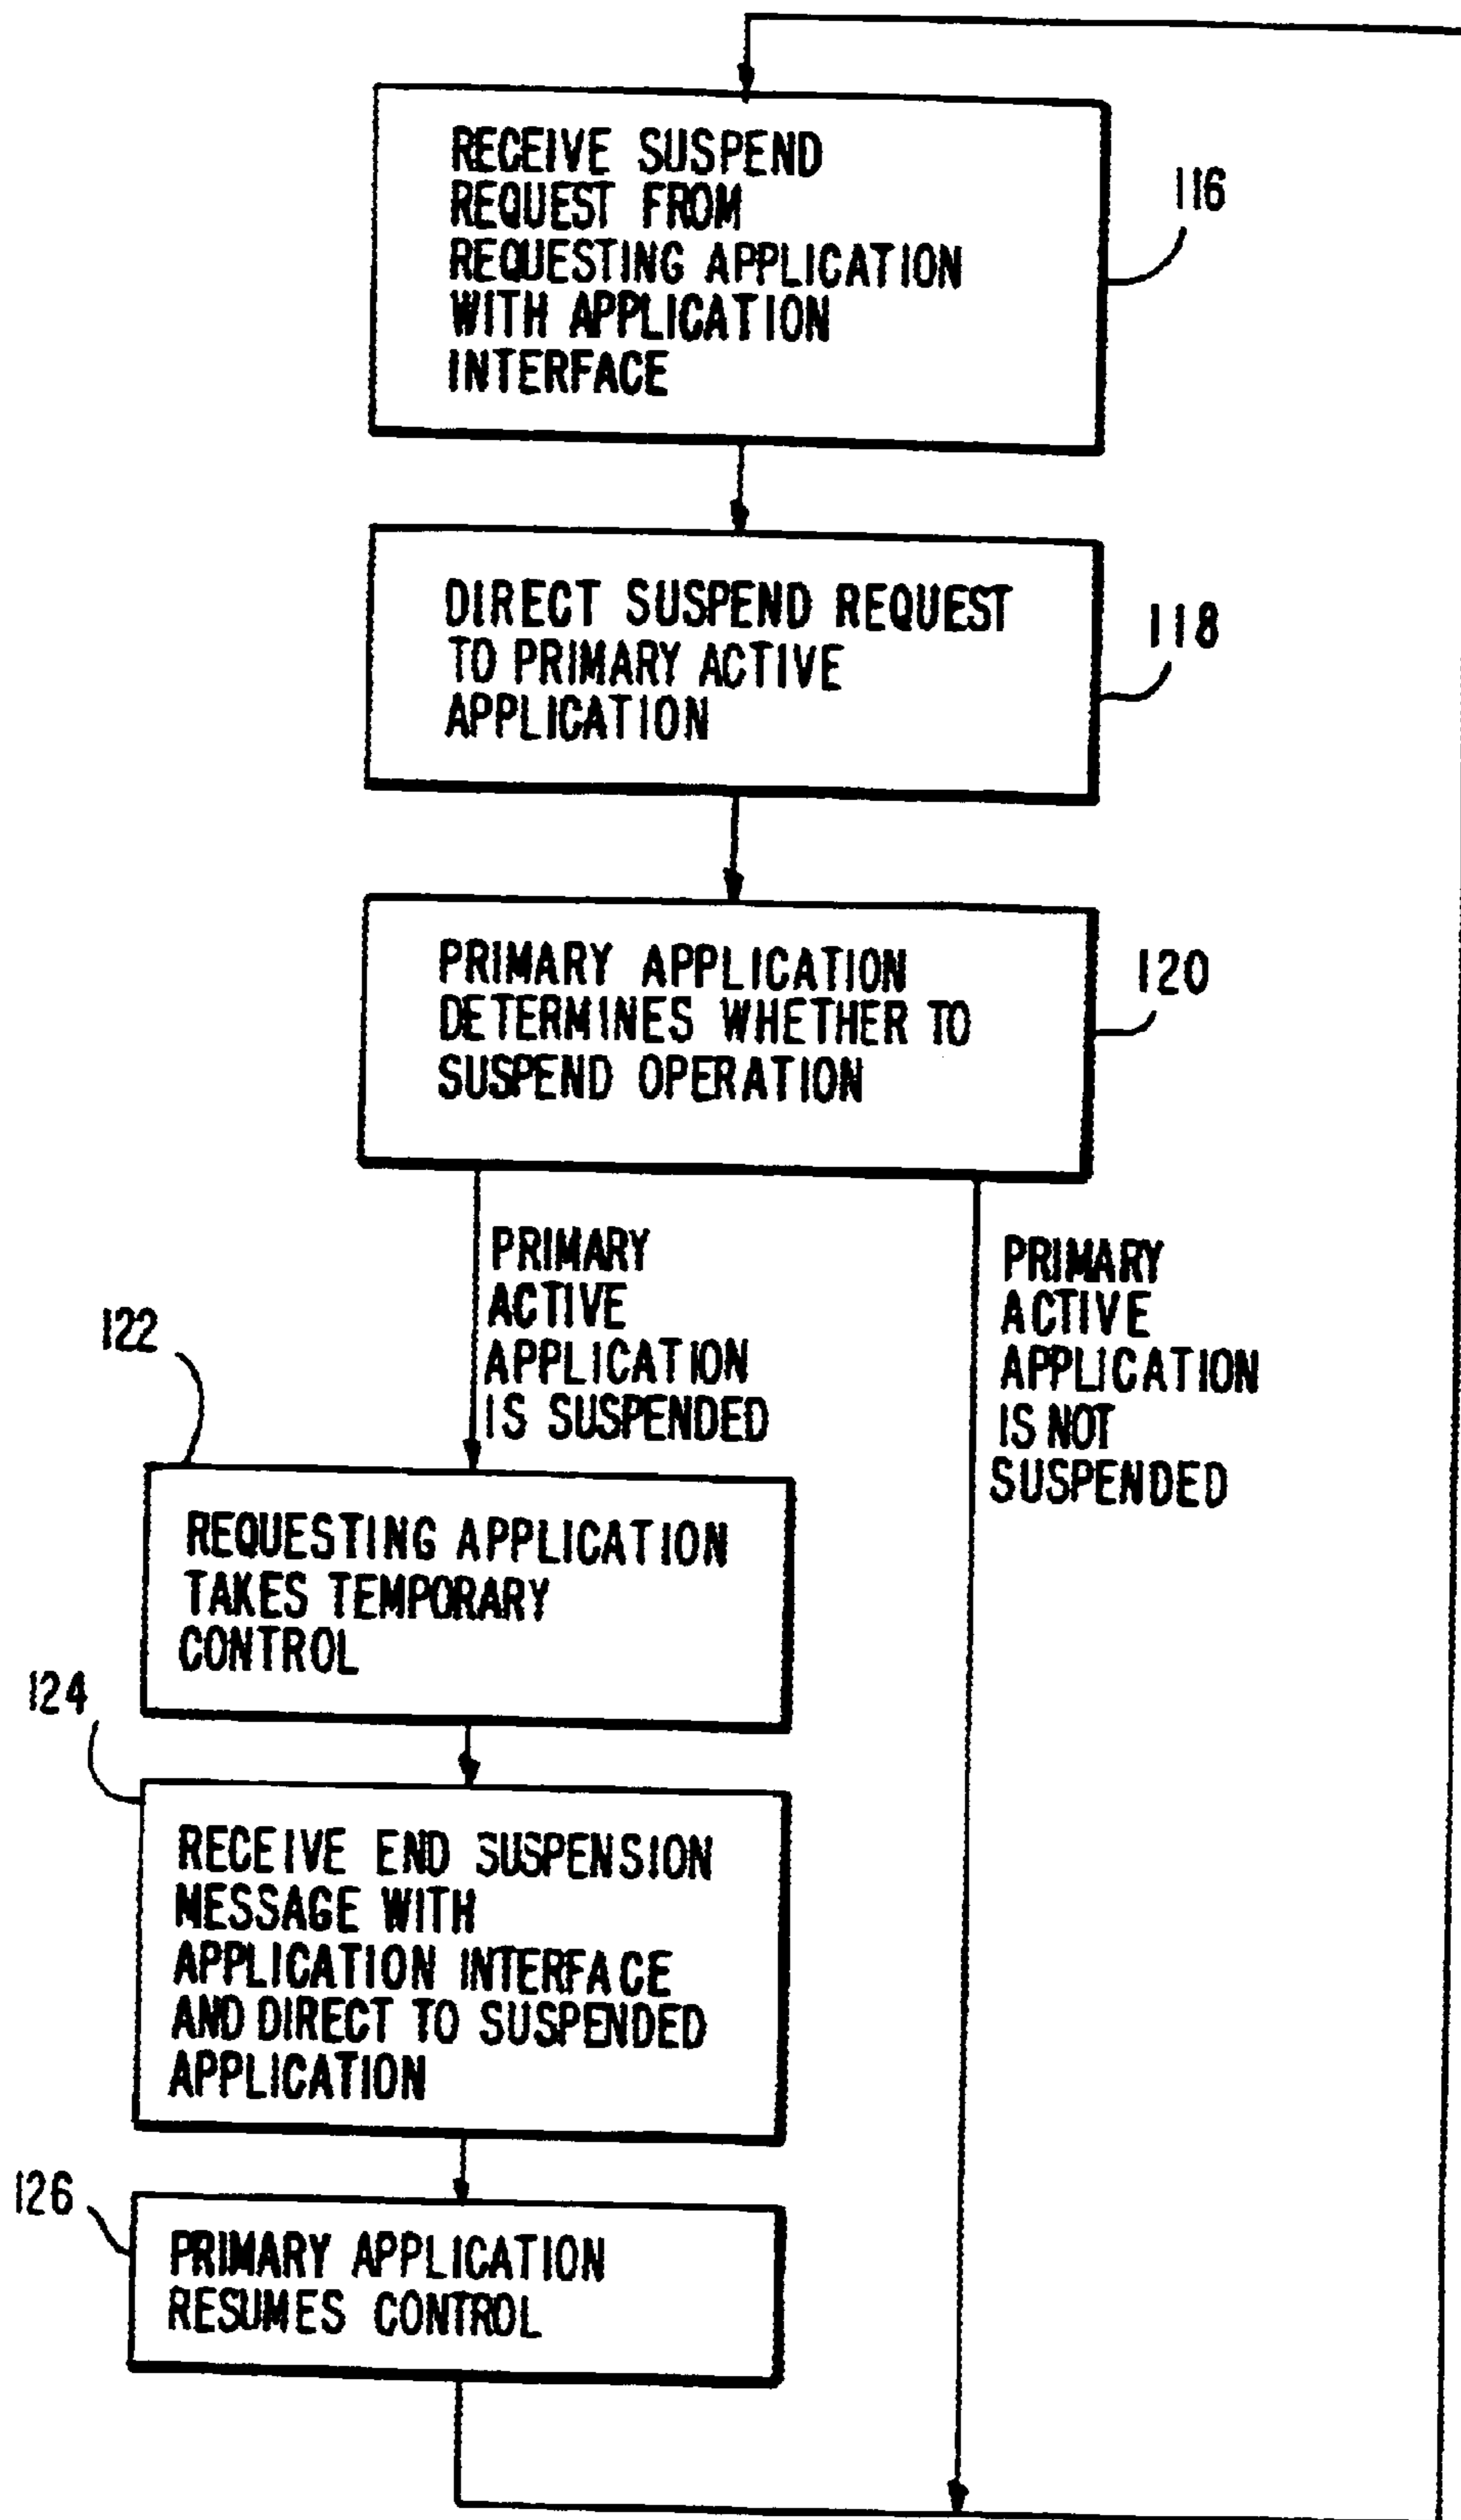 RECEIVE SUSPEND
REQUEST FROM
REQUESTING APPLICATION
WITH APPLICATION
INTERFACE
116
DIRECT SUSPEND REQUEST
TO PRIMARY ACTIVE
APPLICATION
118
PRIMARY APPLICATION
DETERMINES WHETHER TO
SUSPEND OPERATION
120
PRIMARY
ACTIVE
APPLICATION
IS SUSPENDED
PRIMARY
ACTIVE
APPLICATION
IS NOT
SUSPENDED
122
REQUESTING APPLICATION
TAKES TEMPORARY
CONTROL
124
RECEIVE END SUSPENSION
MESSAGE WITH
APPLICATION INTERFACE
AND DIRECT TO SUSPENDED
APPLICATION
126
PRIMARY APPLICATION
RESUMES CONTROL